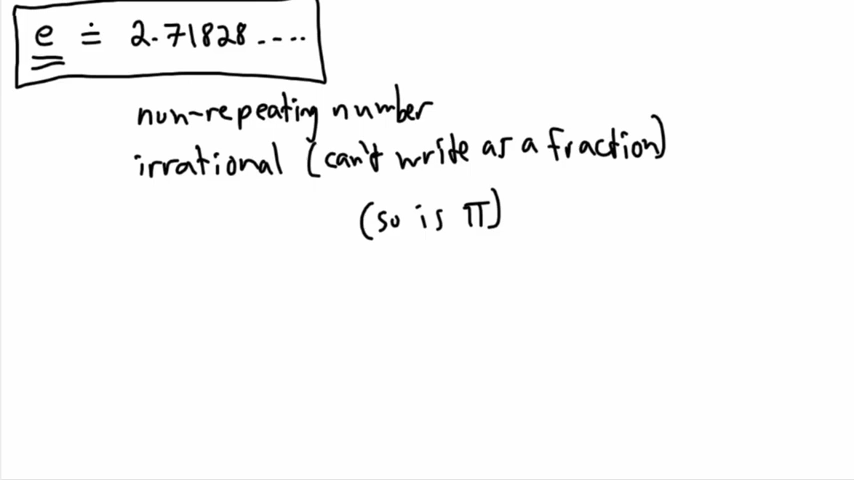 e ≐ 2.71828....
non-repeating number
irrational (can't write as a fraction)
(so is π)